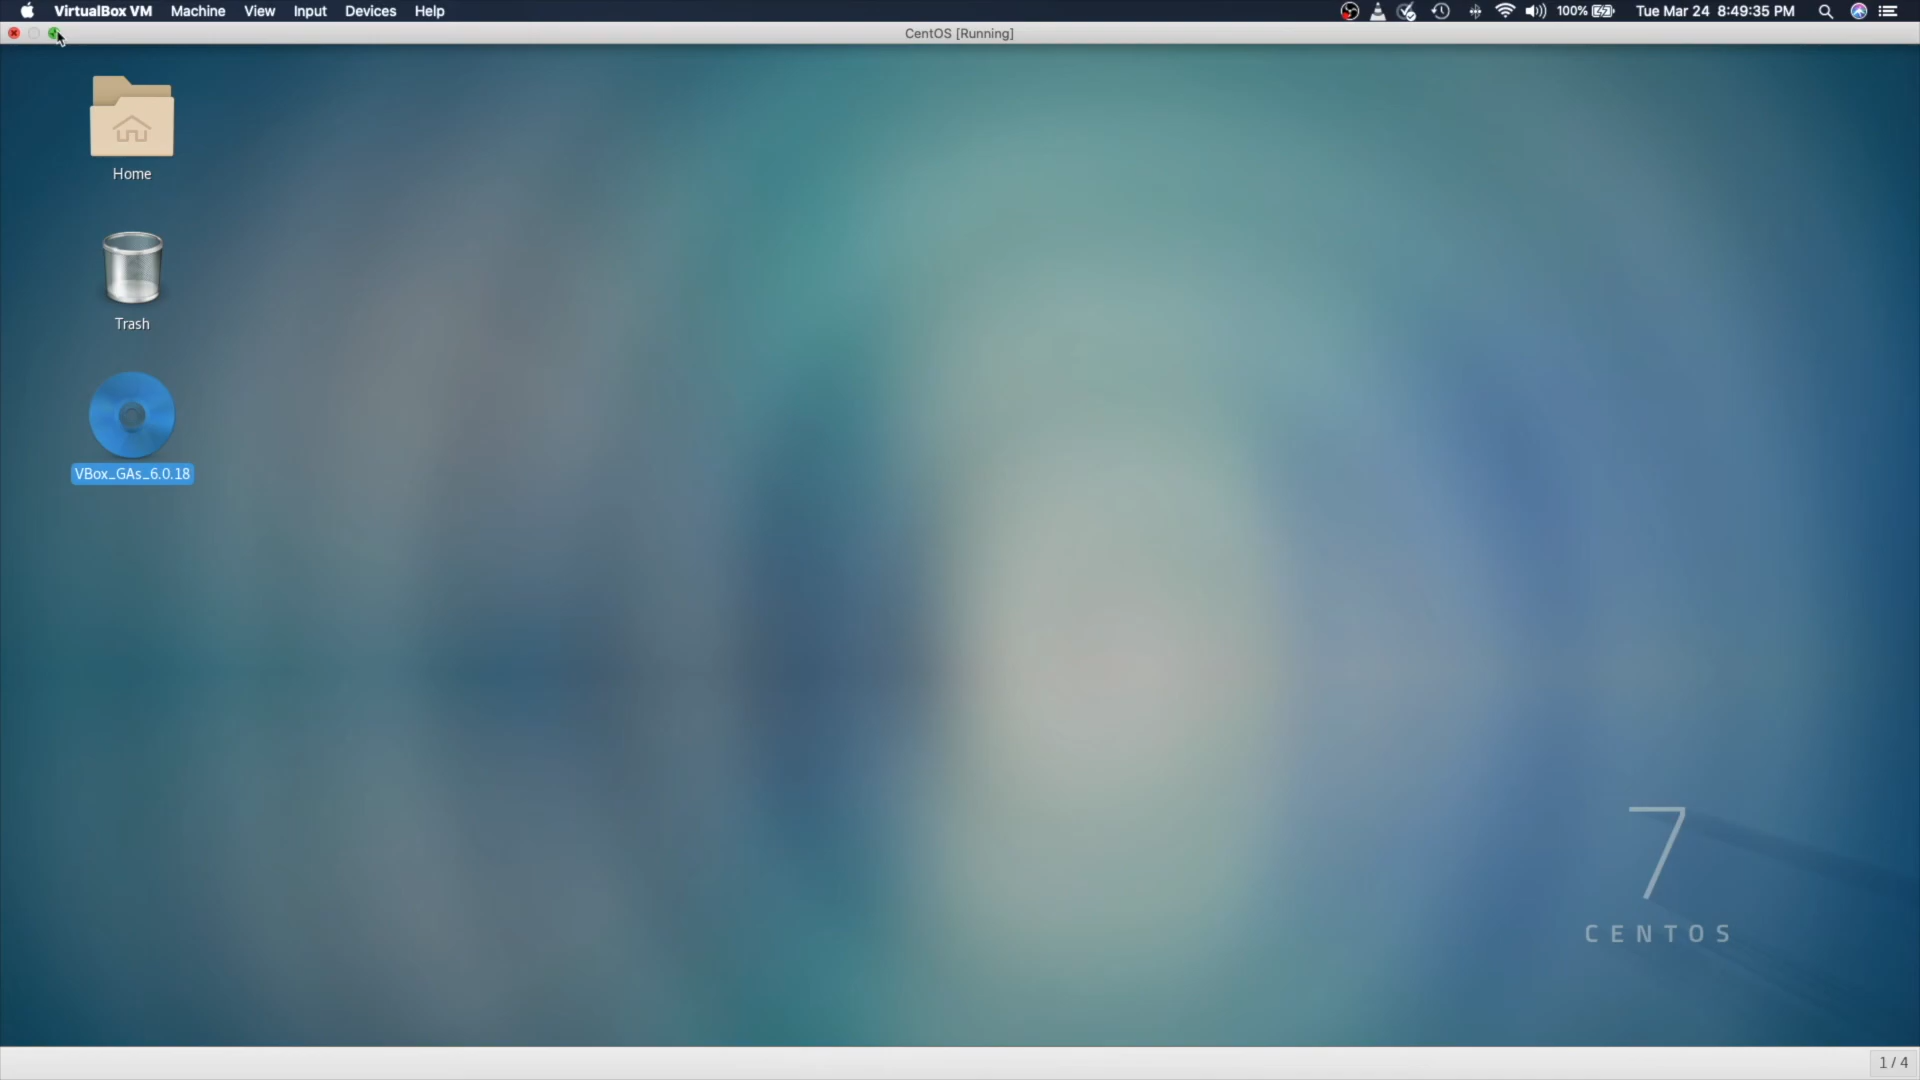 VirtualBox VM Machine View Input Devices Help 100% Tue Mar 24 8:49:35 PM
CentOS [Running]
Home
Trash
VBox_GAs_6.0.18
7
CENTOS
1 / 4